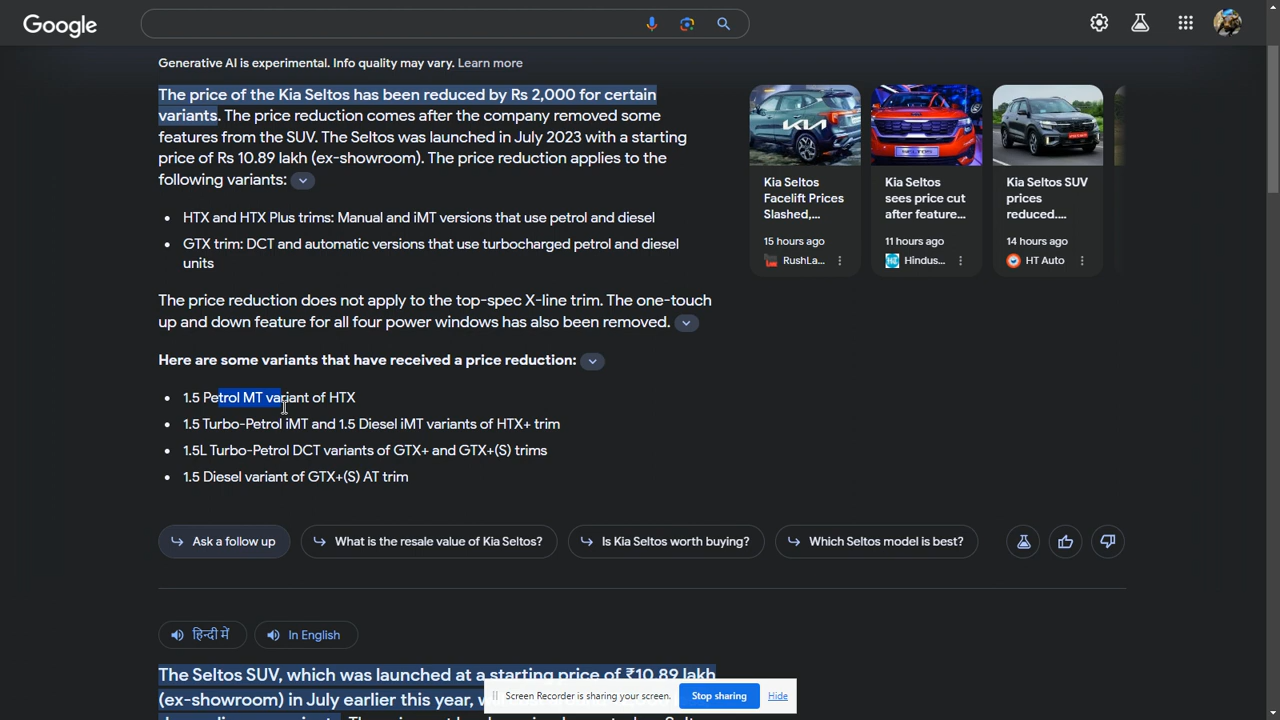 Google
Generative AI is experimental. Info quality may vary. Learn more
The price of the Kia Seltos has been reduced by Rs 2,000 for certain
variants. The price reduction comes after the company removed some
features from the SUV. The Seltos was launched in July 2023 with a starting
price of Rs 10.89 lakh (ex-showroom). The price reduction applies to the
following variants:
HTX and HTX Plus trims: Manual and iMT versions that use petrol and diesel
GTX trim: DCT and automatic versions that use turbocharged petrol and diesel
units
The price reduction does not apply to the top-spec X-line trim. The one-touch
up and down feature for all four power windows has also been removed.
Here are some variants that have received a price reduction:
1.5 Petrol MT variant of HTX
1.5 Turbo-Petrol iMT and 1.5 Diesel iMT variants of HTX+ trim
1.5L Turbo-Petrol DCT variants of GTX+ and GTX+(S) trims
1.5 Diesel variant of GTX+(S) AT trim
Kia Seltos
Facelift Prices
Slashed,...
15 hours ago
RushLa...
Kia Seltos
sees price cut
after feature...
11 hours ago
Hindus...
Kia Seltos SUV
prices
reduced....
14 hours ago
HT Auto
Ask a follow up
What is the resale value of Kia Seltos?
Is Kia Seltos worth buying?
Which Seltos model is best?
हिन्दी में
In English
The Seltos SUV, which was launched at a starting price of ₹10.89 lakh
(ex-showroom) in July earlier this year,
Screen Recorder is sharing your screen.
Stop sharing
Hide